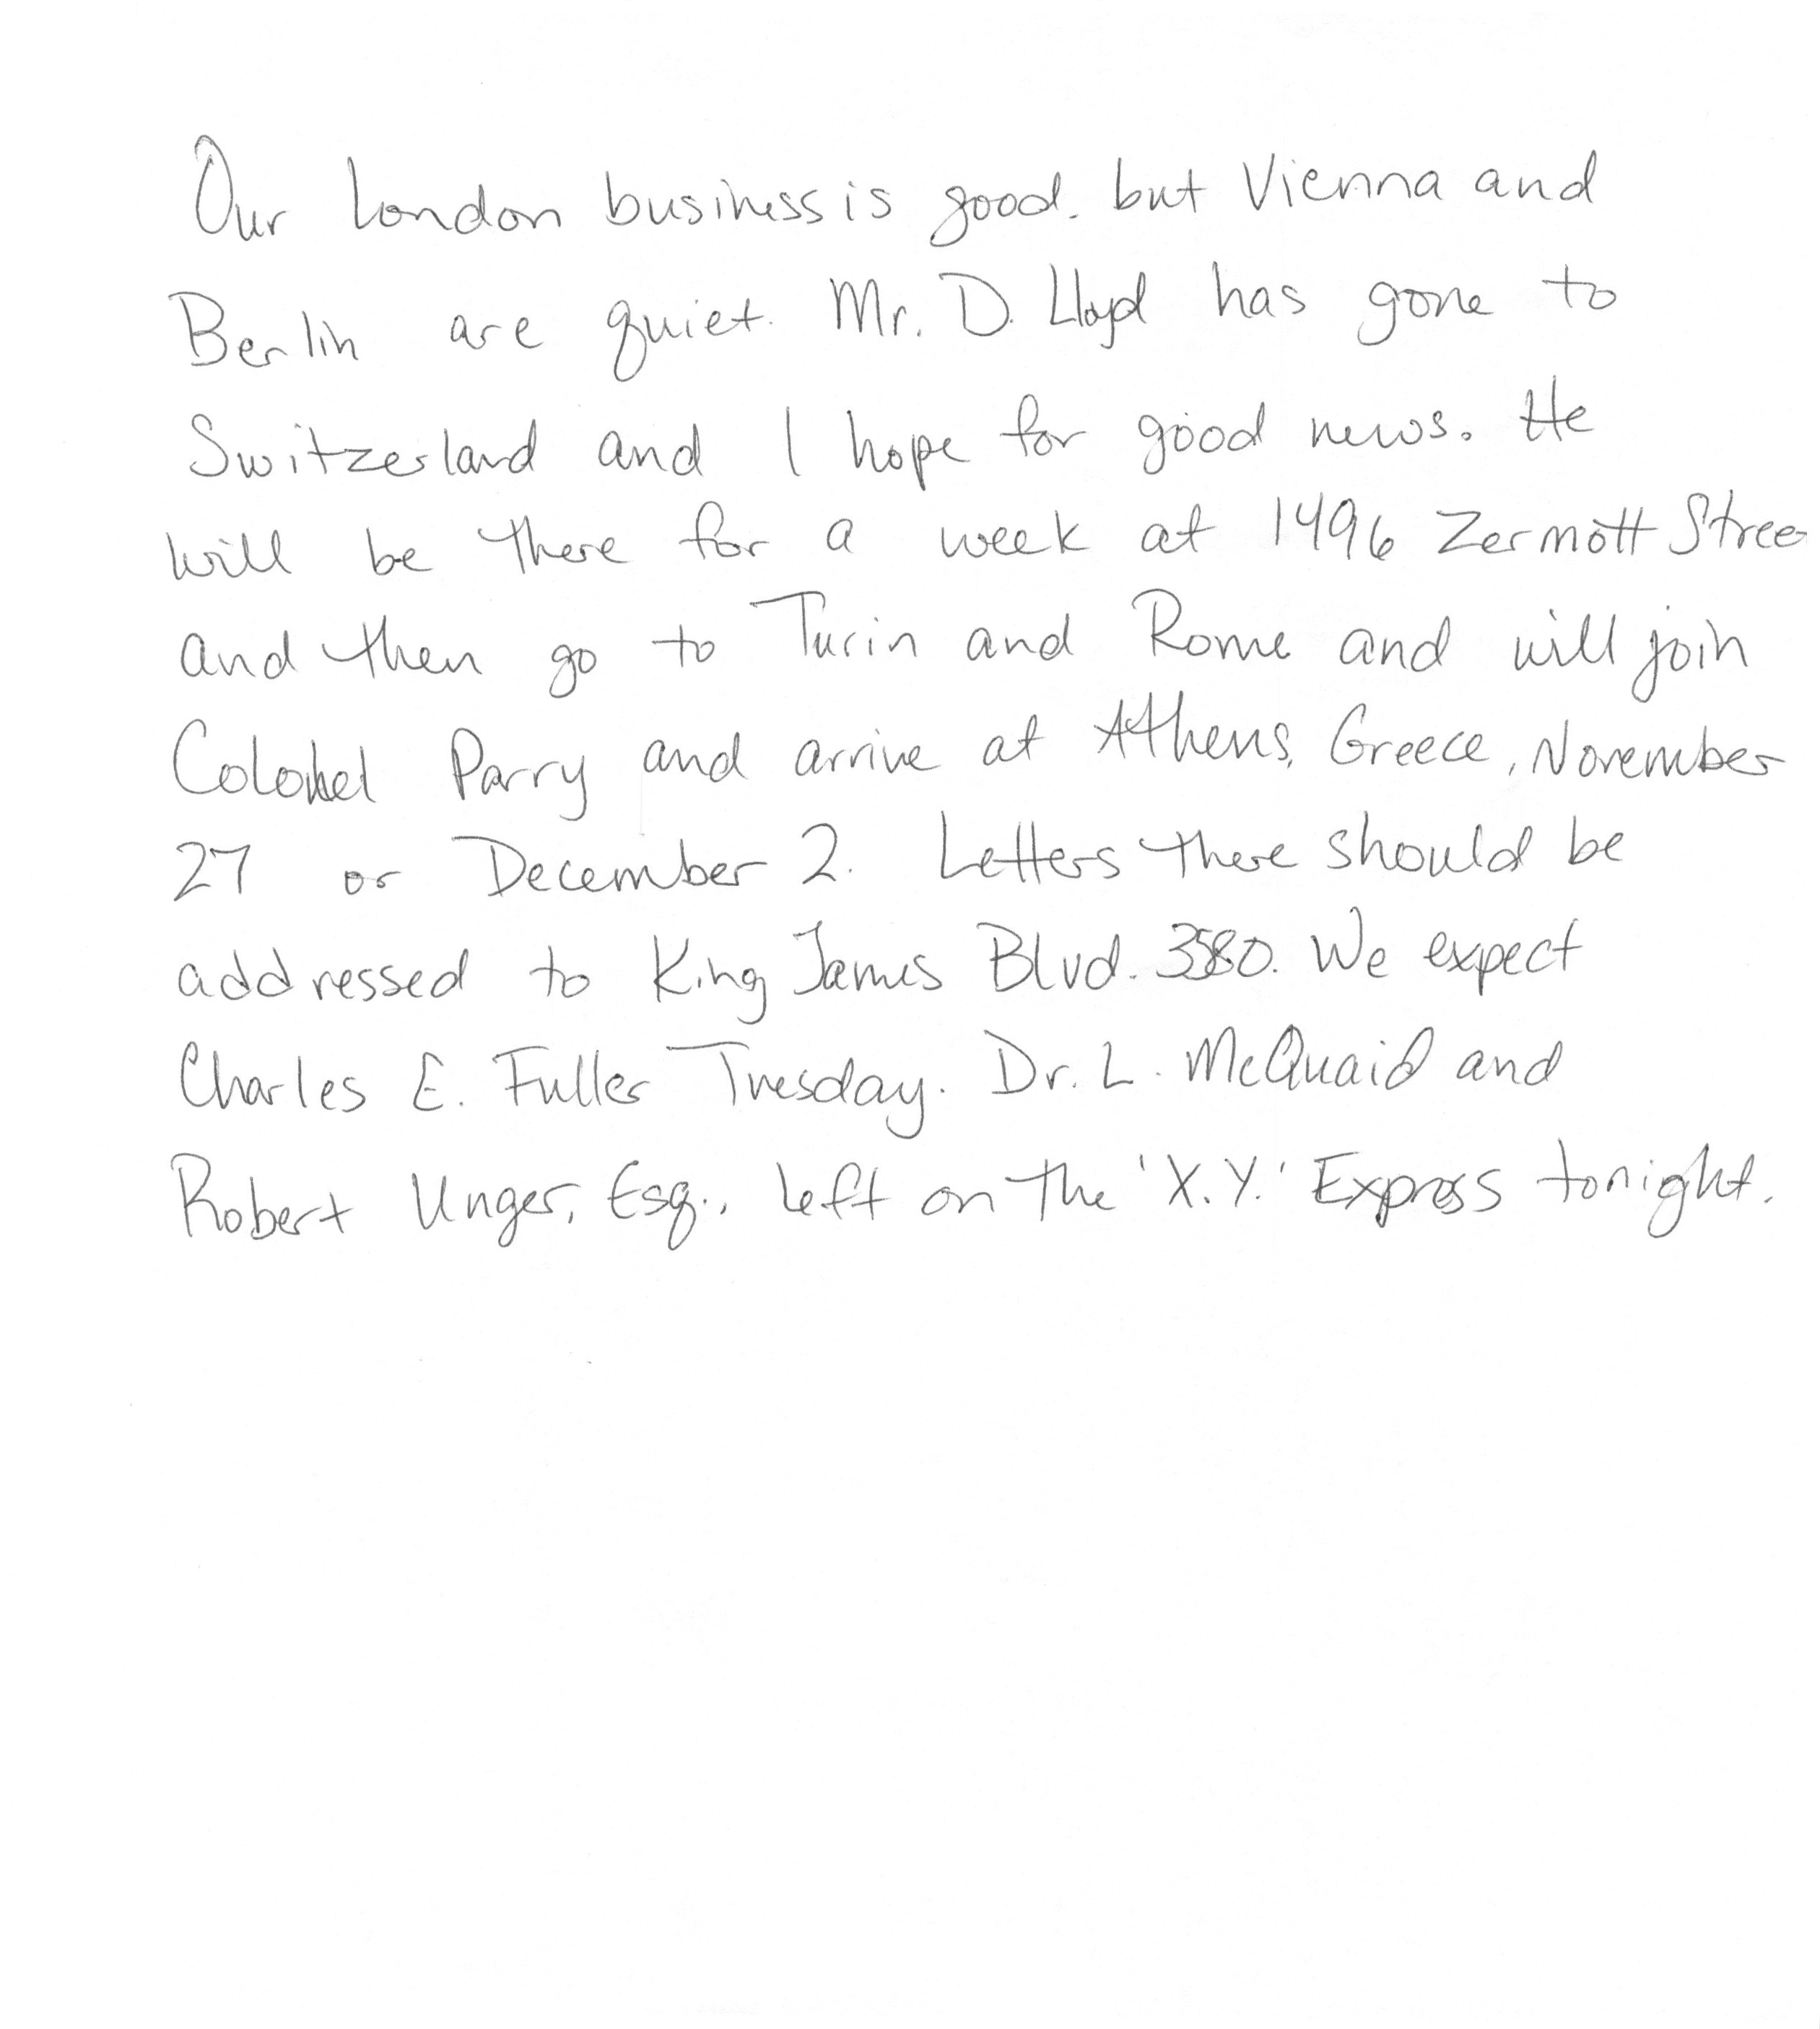 Our London business is good. but Vienna and
Berlin are quiet. Mr. D. Lloyd has gone to
Switzerland and I hope for good news. He
will be there for a week at 1496 Zermott Stree
and then go to Turin and Rome and will join
Colonel Parry and arrive at Athens, Greece, November
27 or December 2. Letters there should be
addressed to King James Blvd. 3580. We expect
Charles E. Fuller Tuesday. Dr. L. McQuaid and
Robert Unger, Esq., left on the 'X.Y.' Express tonight.